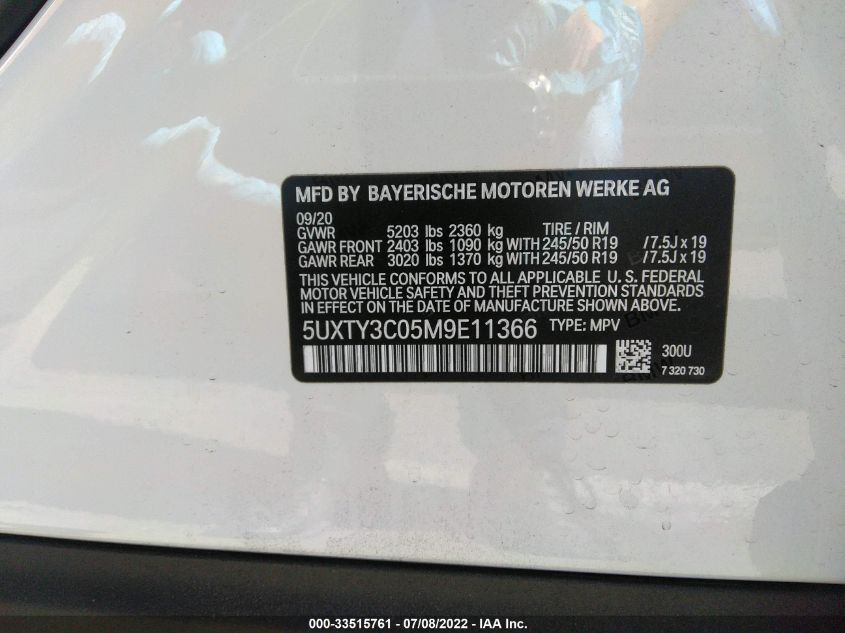 MFD BY BAYERISCHE MOTOREN WERKE AG
09/20
GVWR 5203 lbs 2360 kg TIRE / RIM
GAWR FRONT 2403 lbs 1090 kg WITH 245/50 R19 / 7.5J x 19
GAWR REAR 3020 lbs 1370 kg WITH 245/50 R19 / 7.5J x 19
THIS VEHICLE CONFORMS TO ALL APPLICABLE U. S. FEDERAL
MOTOR VEHICLE SAFETY AND THEFT PREVENTION STANDARDS
IN EFFECT ON THE DATE OF MANUFACTURE SHOWN ABOVE.
5UXTY3C05M9E11366 TYPE: MPV
300U
7 320 730
000-33515761 - 07/08/2022 - IAA Inc.